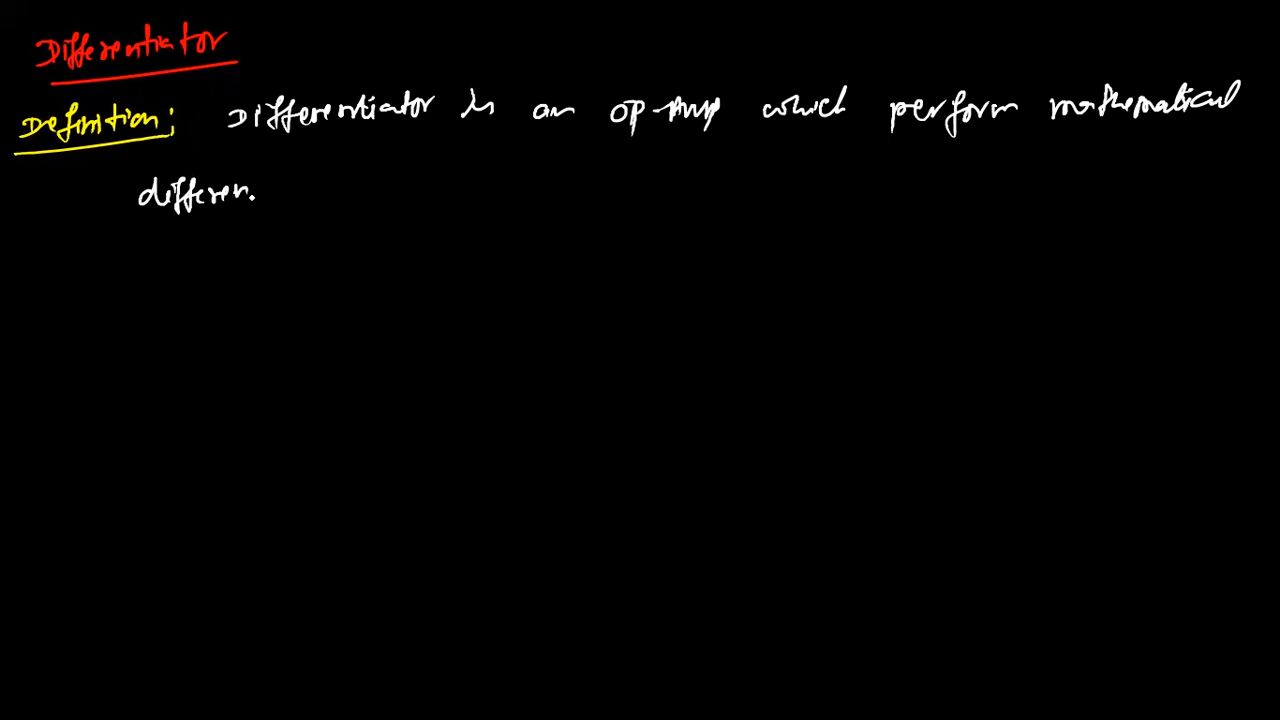 Differentiator
Definition: Differentiator is an OP-Amp which perform mathematical
differen.